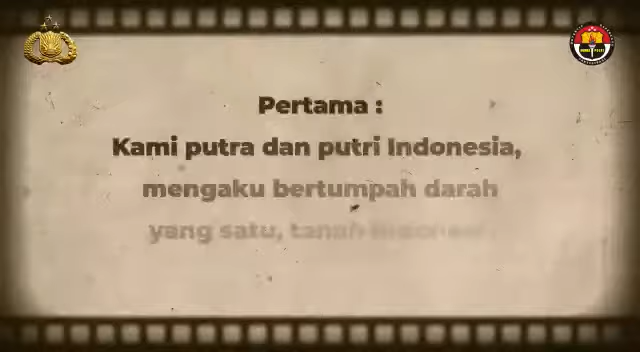 Pertama :
Kami putra dan putri Indonesia,
mengaku bertumpah darah
yang satu, tanah